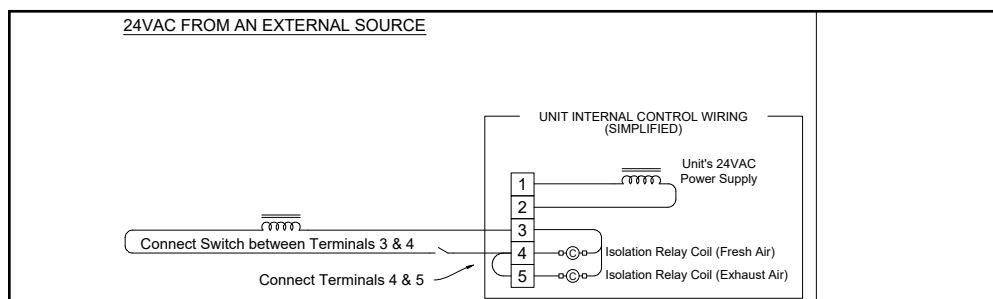 24VAC FROM AN EXTERNAL SOURCE
UNIT INTERNAL CONTROL WIRING
(SIMPLIFIED)
Unit's 24VAC
Power Supply
1
2
3
Connect Switch between Terminals 3 & 4
4
C
Isolation Relay Coil (Fresh Air)
Connect Terminals 4 & 5
5
C
Isolation Relay Coil (Exhaust Air)